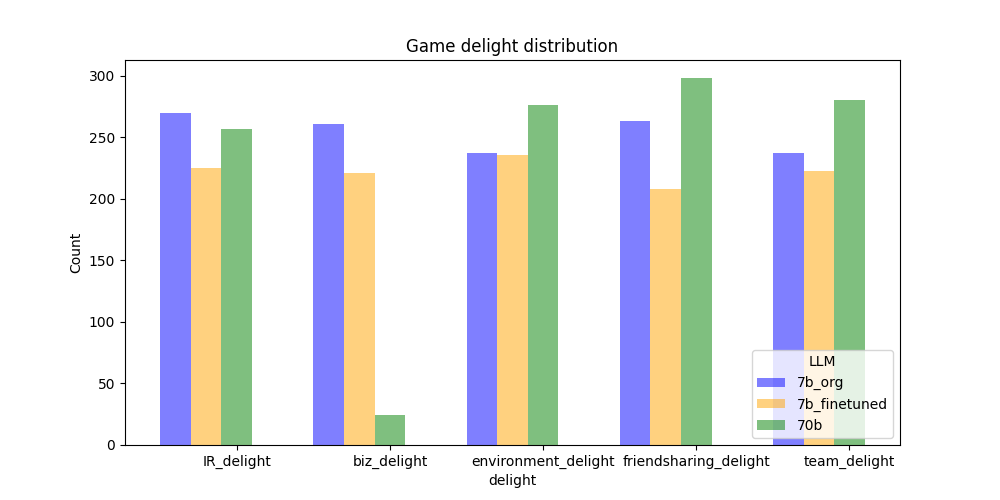 Game delight distribution
300
250
200
150
100
50
0
Count
IR_delight
biz_delight
environment_delight
friendsharing_delight
team_delight
delight
LLM
7b_org
7b_finetuned
70b